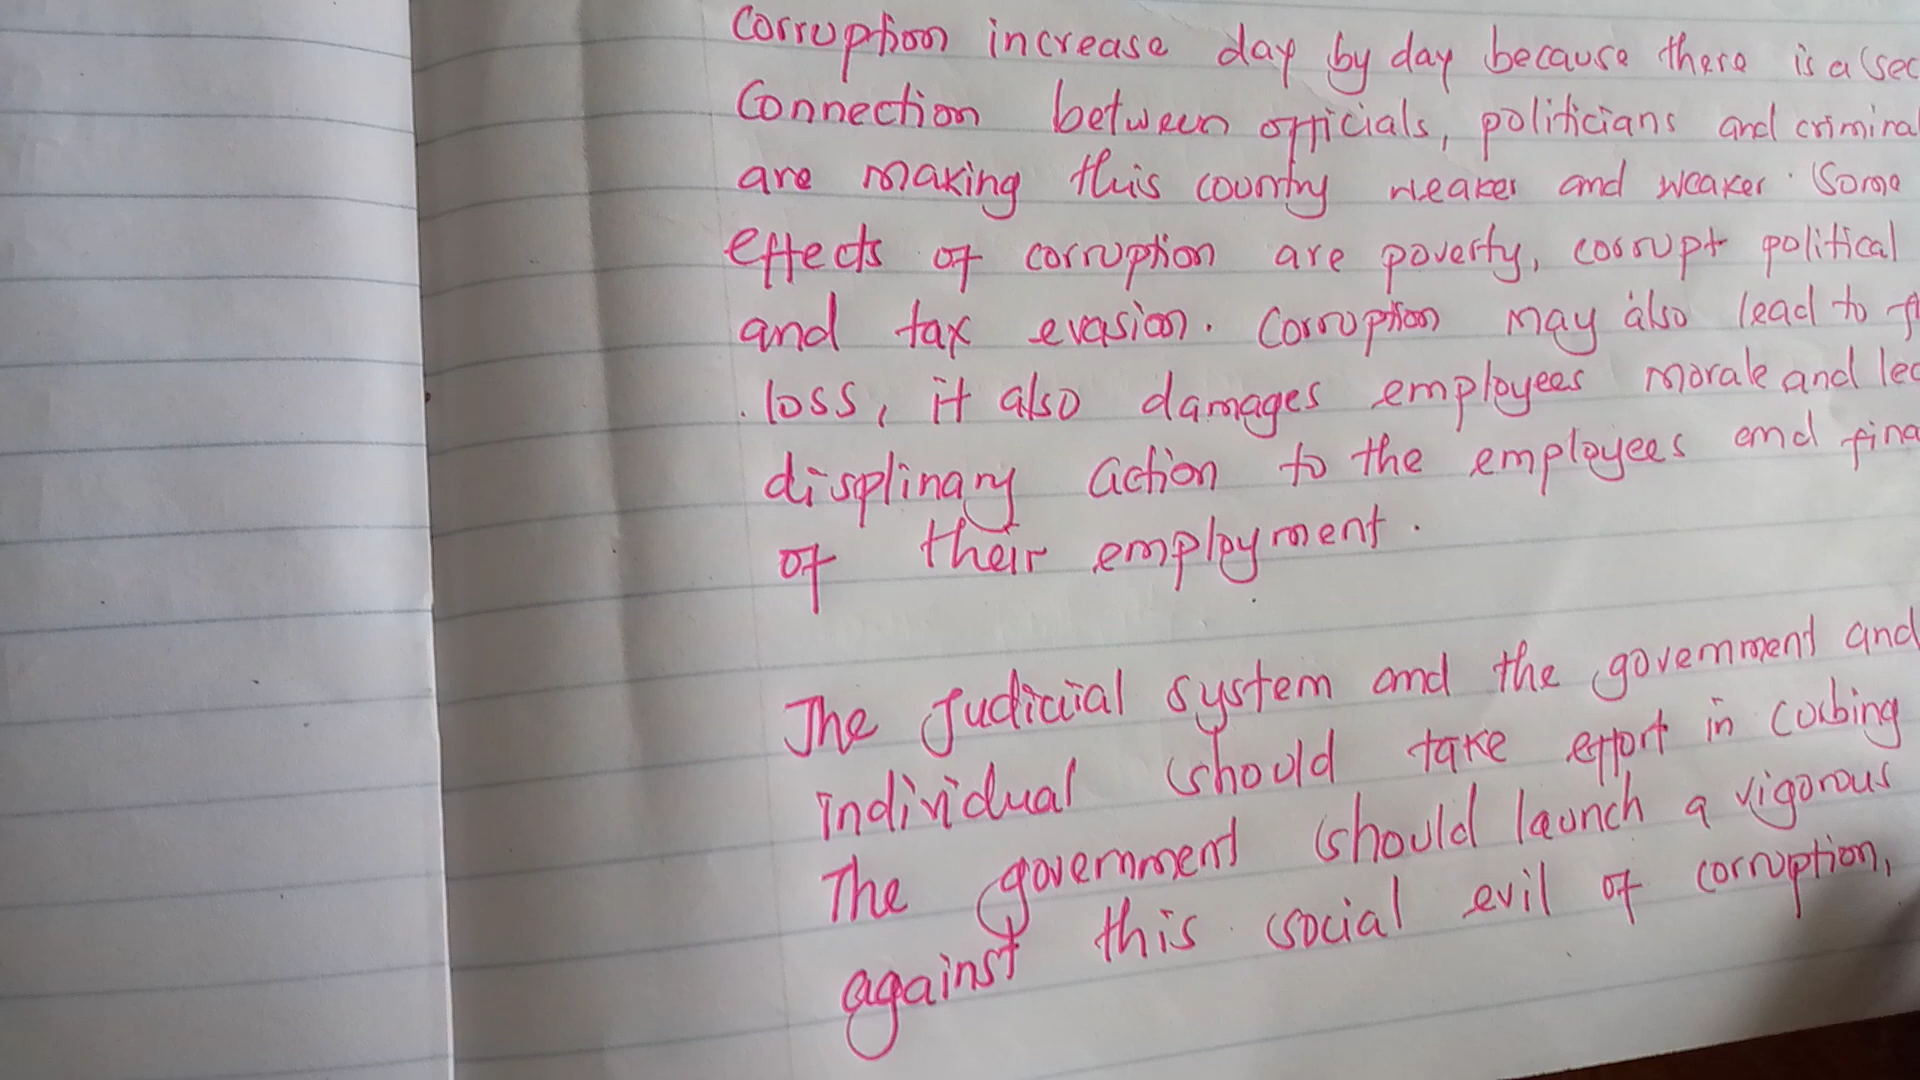 Corruption increase day by day because there is a sec
Connection between officials, politicians and criminal
are making this country weaker and weaker. Some
effects of corruption are poverty, corrupt political
and tax evasion. Corruption may also lead to
loss, it also damages employees morale and lea
displinary action to the employees and fina
of their employment.
The Judicial system and the government and
individual should take effort in curbing
The government should launch a vigorous
against this social evil of corruption,